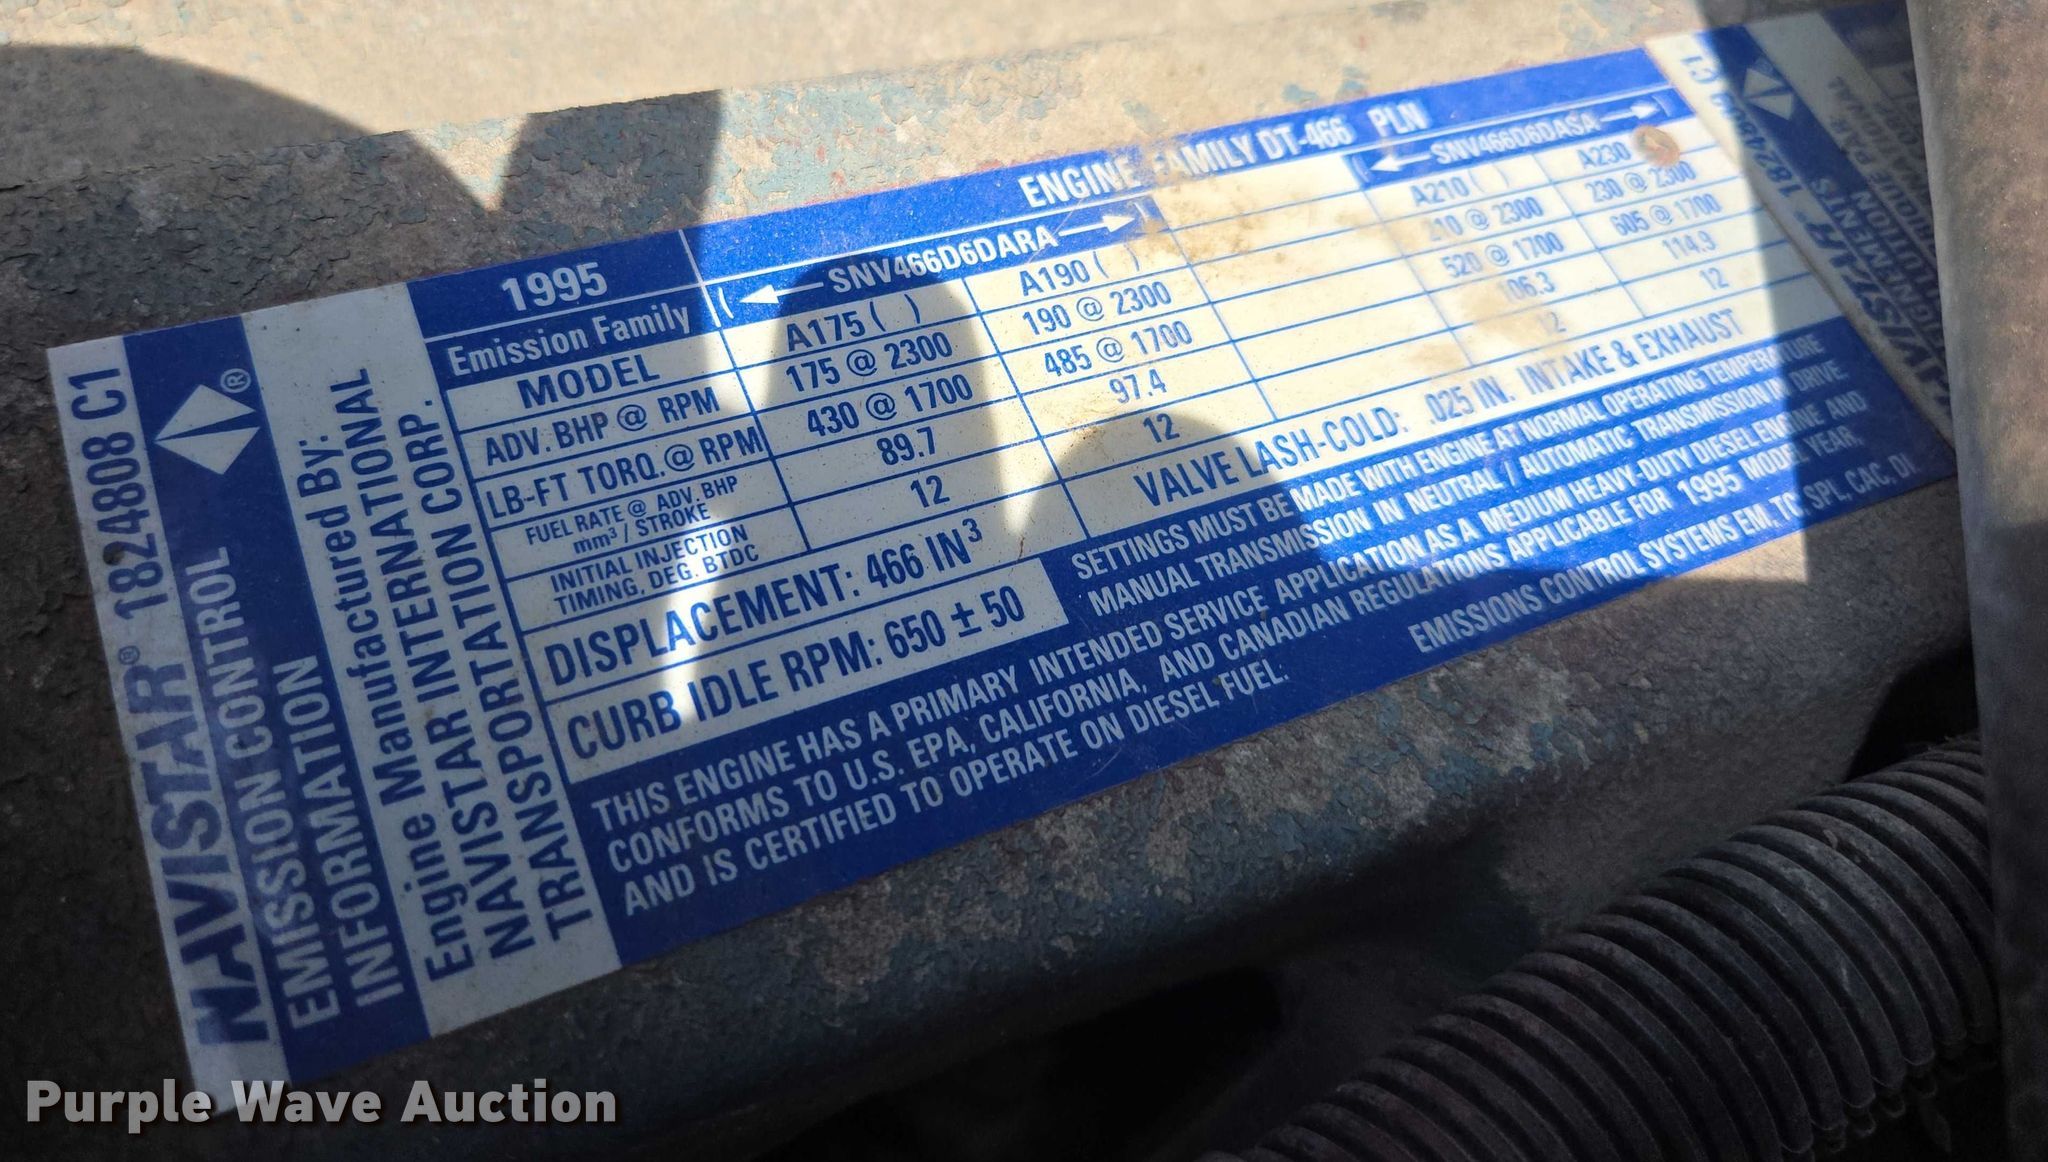 NAVISTAR® 1824808 C1
EMISSION CONTROL
INFORMATION
Engine Manufactured By:
NAVISTAR INTERNATIONAL
TRANSPORTATION CORP.
1995
ENGINE FAMILY DT-466 PLN
Emission Family
SNV466D6DARA
SNV466D6DASA
MODEL A175 ( ) A190 ( ) A210 ( ) A230
ADV. BHP @ RPM 175 @ 2300 190 @ 2300 210 @ 2300 230 @ 2300
LB-FT TORQ. @ RPM 430 @ 1700 485 @ 1700 520 @ 1700 605 @ 1700
FUEL RATE @ ADV. BHP
mm³ / STROKE 89.7 97.4 106.3 114.9
INITIAL INJECTION
TIMING, DEG. BTDC 12 12 12 12
DISPLACEMENT: 466 IN³
VALVE LASH-COLD: .025 IN. INTAKE & EXHAUST
CURB IDLE RPM: 650 ± 50
SETTINGS MUST BE MADE WITH ENGINE AT NORMAL OPERATING TEMPERATURE
MANUAL TRANSMISSION IN NEUTRAL / AUTOMATIC TRANSMISSION IN DRIVE.
THIS ENGINE HAS A PRIMARY INTENDED SERVICE APPLICATION AS A MEDIUM HEAVY-DUTY DIESEL ENGINE AND
CONFORMS TO U.S. EPA, CALIFORNIA, AND CANADIAN REGULATIONS APPLICABLE FOR 1995 MODEL YEAR,
AND IS CERTIFIED TO OPERATE ON DIESEL FUEL.
EMISSIONS CONTROL SYSTEMS EM, TC, SPL, CAC, DI
C1
Purple Wave Auction